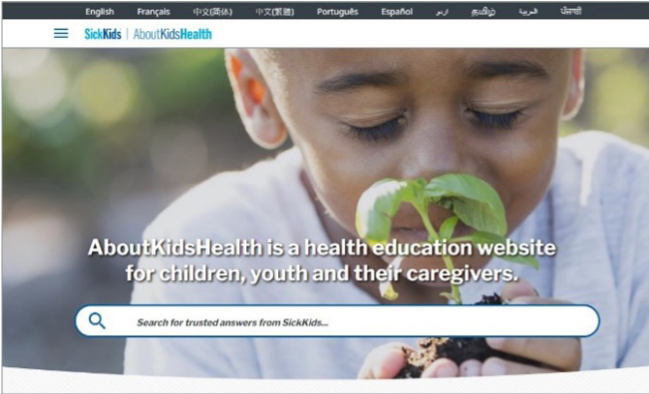 English Français 中文(简体) 中文(繁體) Português Español اردو தமிழ் العربية ਪੰਜਾਬੀ
SickKids | AboutKidsHealth
AboutKidsHealth is a health education website
for children, youth and their caregivers.
Search for trusted answers from SickKids...